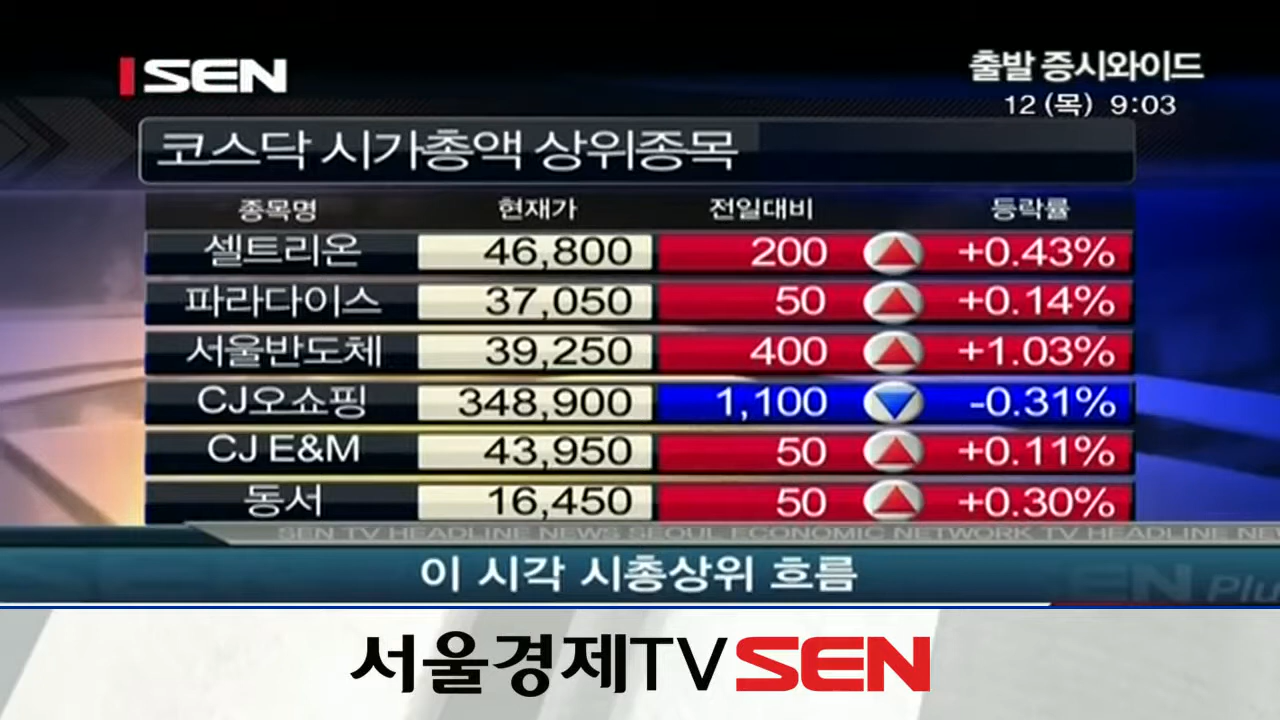 SEN
출발 증시와이드
12 (목) 9:03
코스닥 시가총액 상위종목
종목명 현재가 전일대비 등락률
셀트리온 46,800 200 +0.43%
파라다이스 37,050 50 +0.14%
서울반도체 39,250 400 +1.03%
CJ오쇼핑 348,900 1,100 -0.31%
CJ E&M 43,950 50 +0.11%
동서 16,450 50 +0.30%
SEN TV HEADLINE NEWS SEOUL ECONOMIC NETWORK TV HEADLINE NE
이 시각 시총상위 흐름
EN Plu
서울경제TV SEN